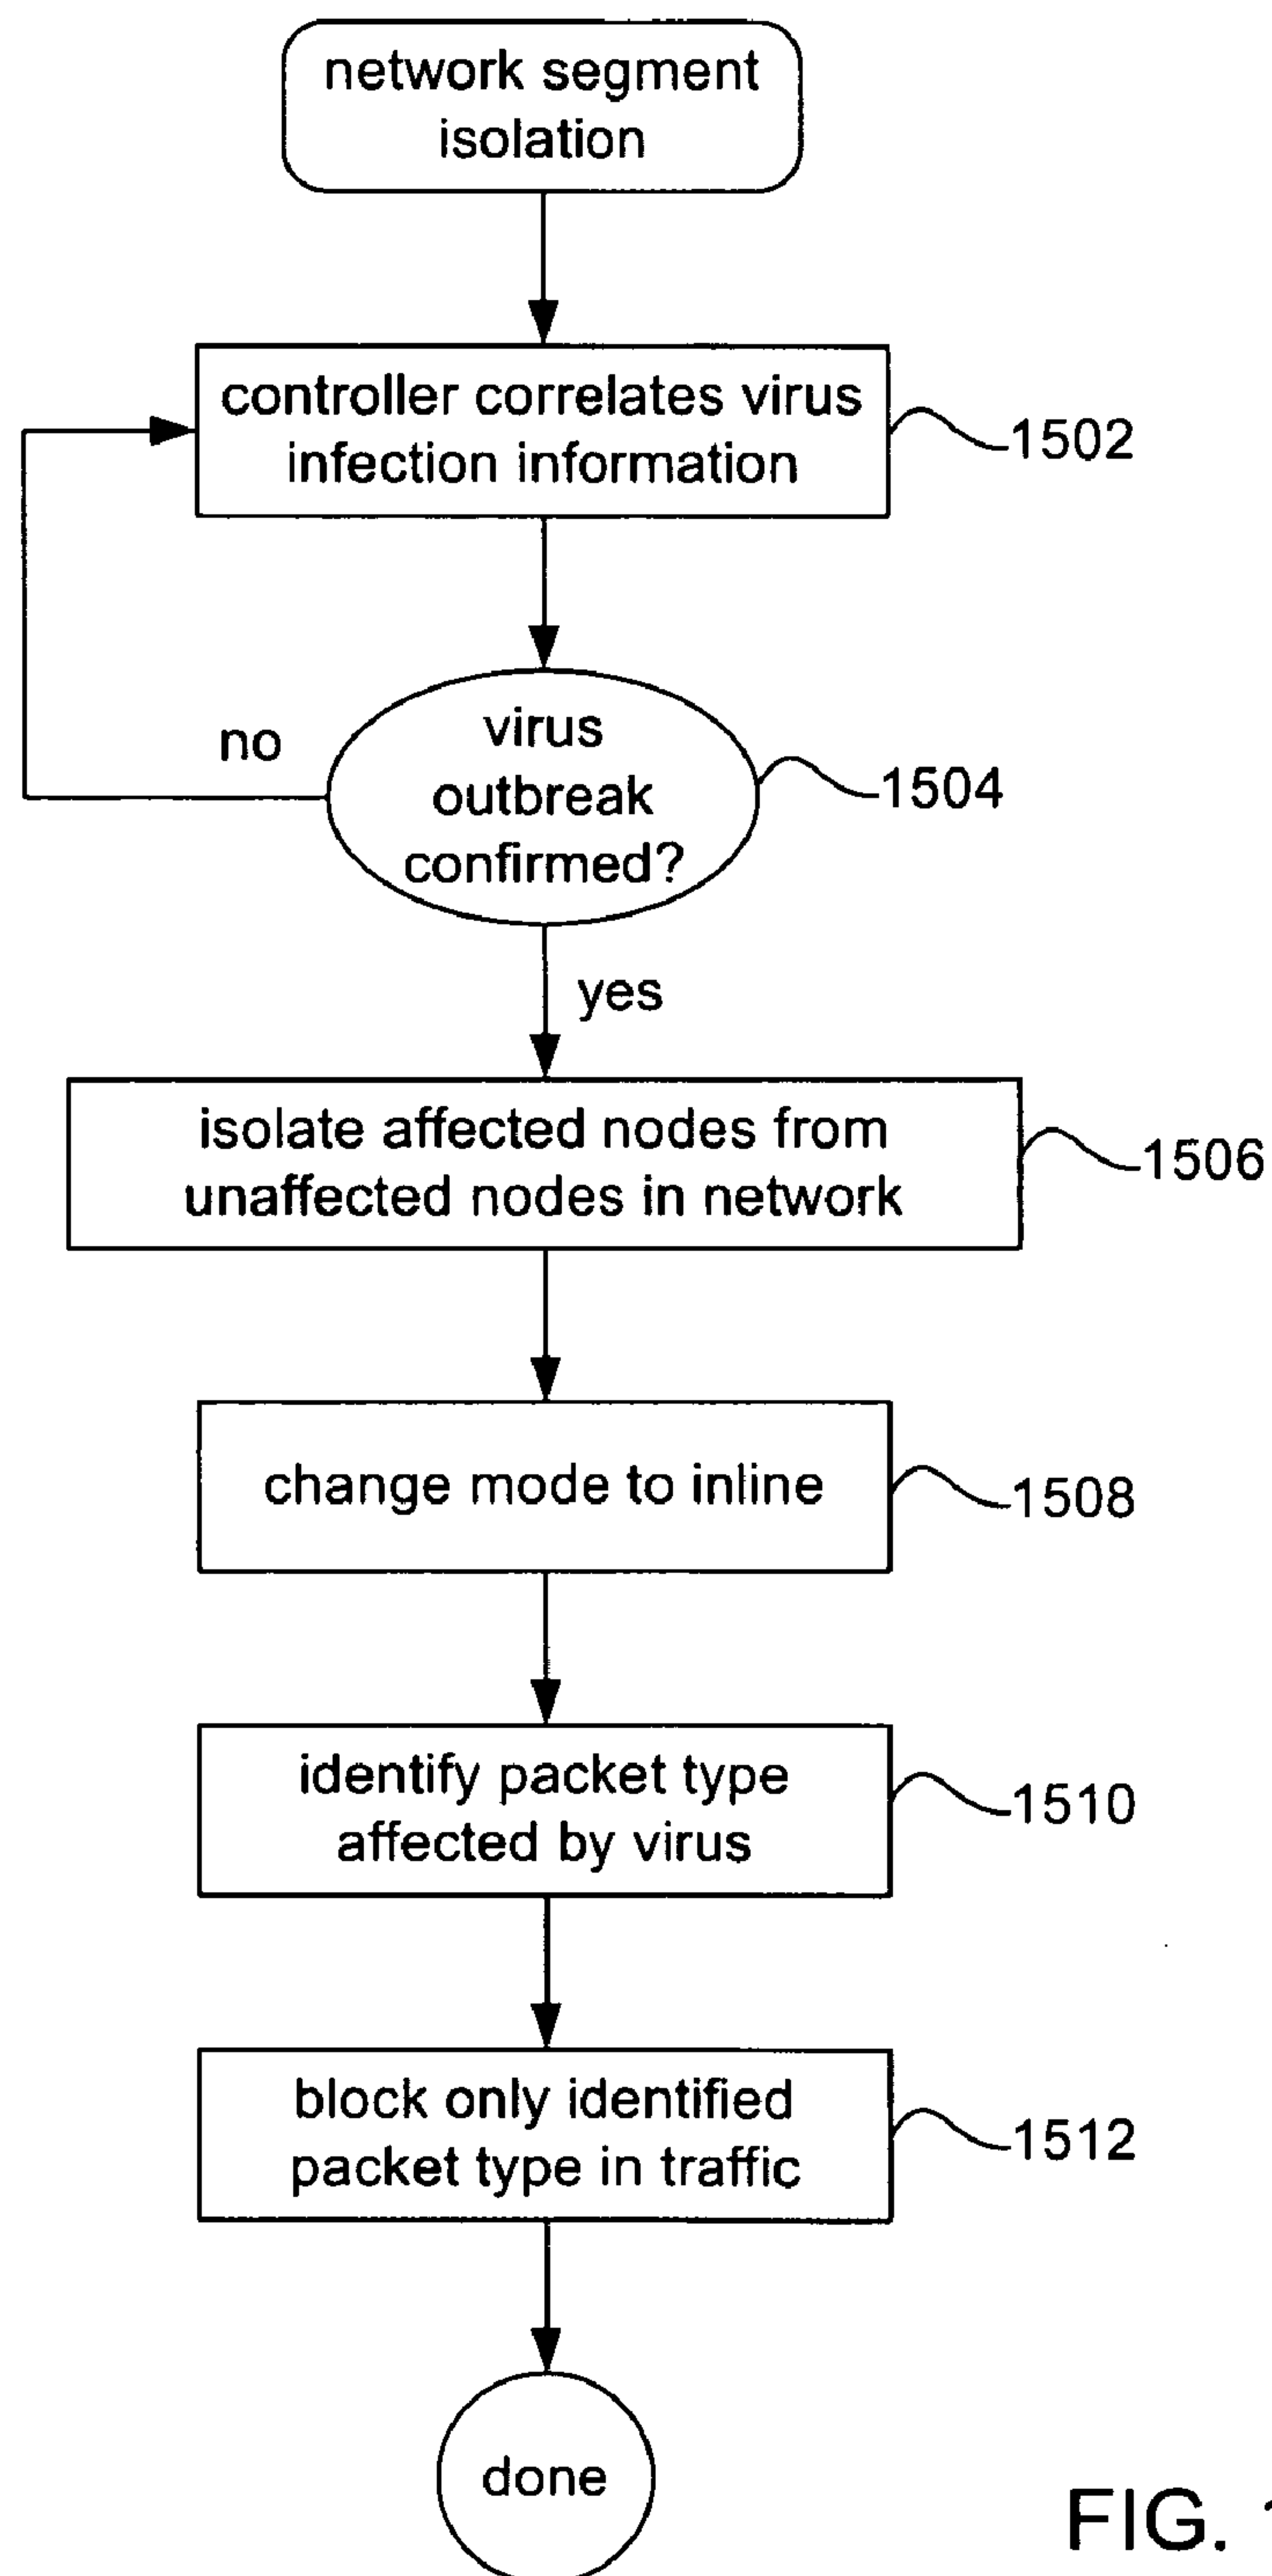 network segment
isolation
controller correlates virus
infection information
1502
no
virus
outbreak
confirmed?
1504
yes
isolate affected nodes from
unaffected nodes in network
1506
change mode to inline
1508
identify packet type
affected by virus
1510
block only identified
packet type in traffic
1512
done
FIG.